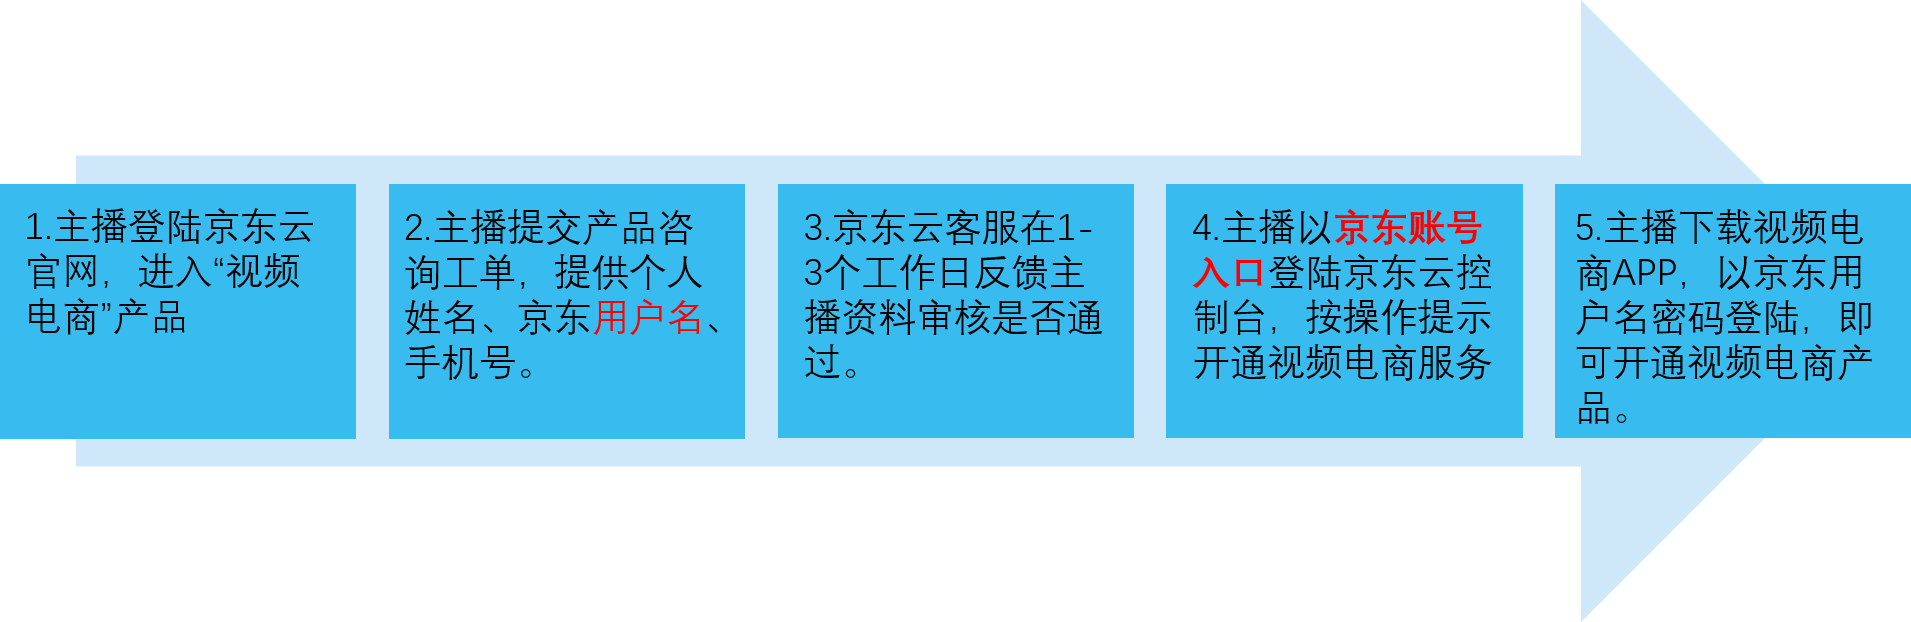 1.主播登陆京东云
官网，进入“视频
电商”产品
2.主播提交产品咨
询工单，提供个人
姓名、京东用户名、
手机号。
3.京东云客服在1-
3个工作日反馈主
播资料审核是否通
过。
4.主播以京东账号
入口登陆京东云控
制台，按操作提示
开通视频电商服务
5.主播下载视频电
商APP，以京东用
户名密码登陆，即
可开通视频电商产
品。